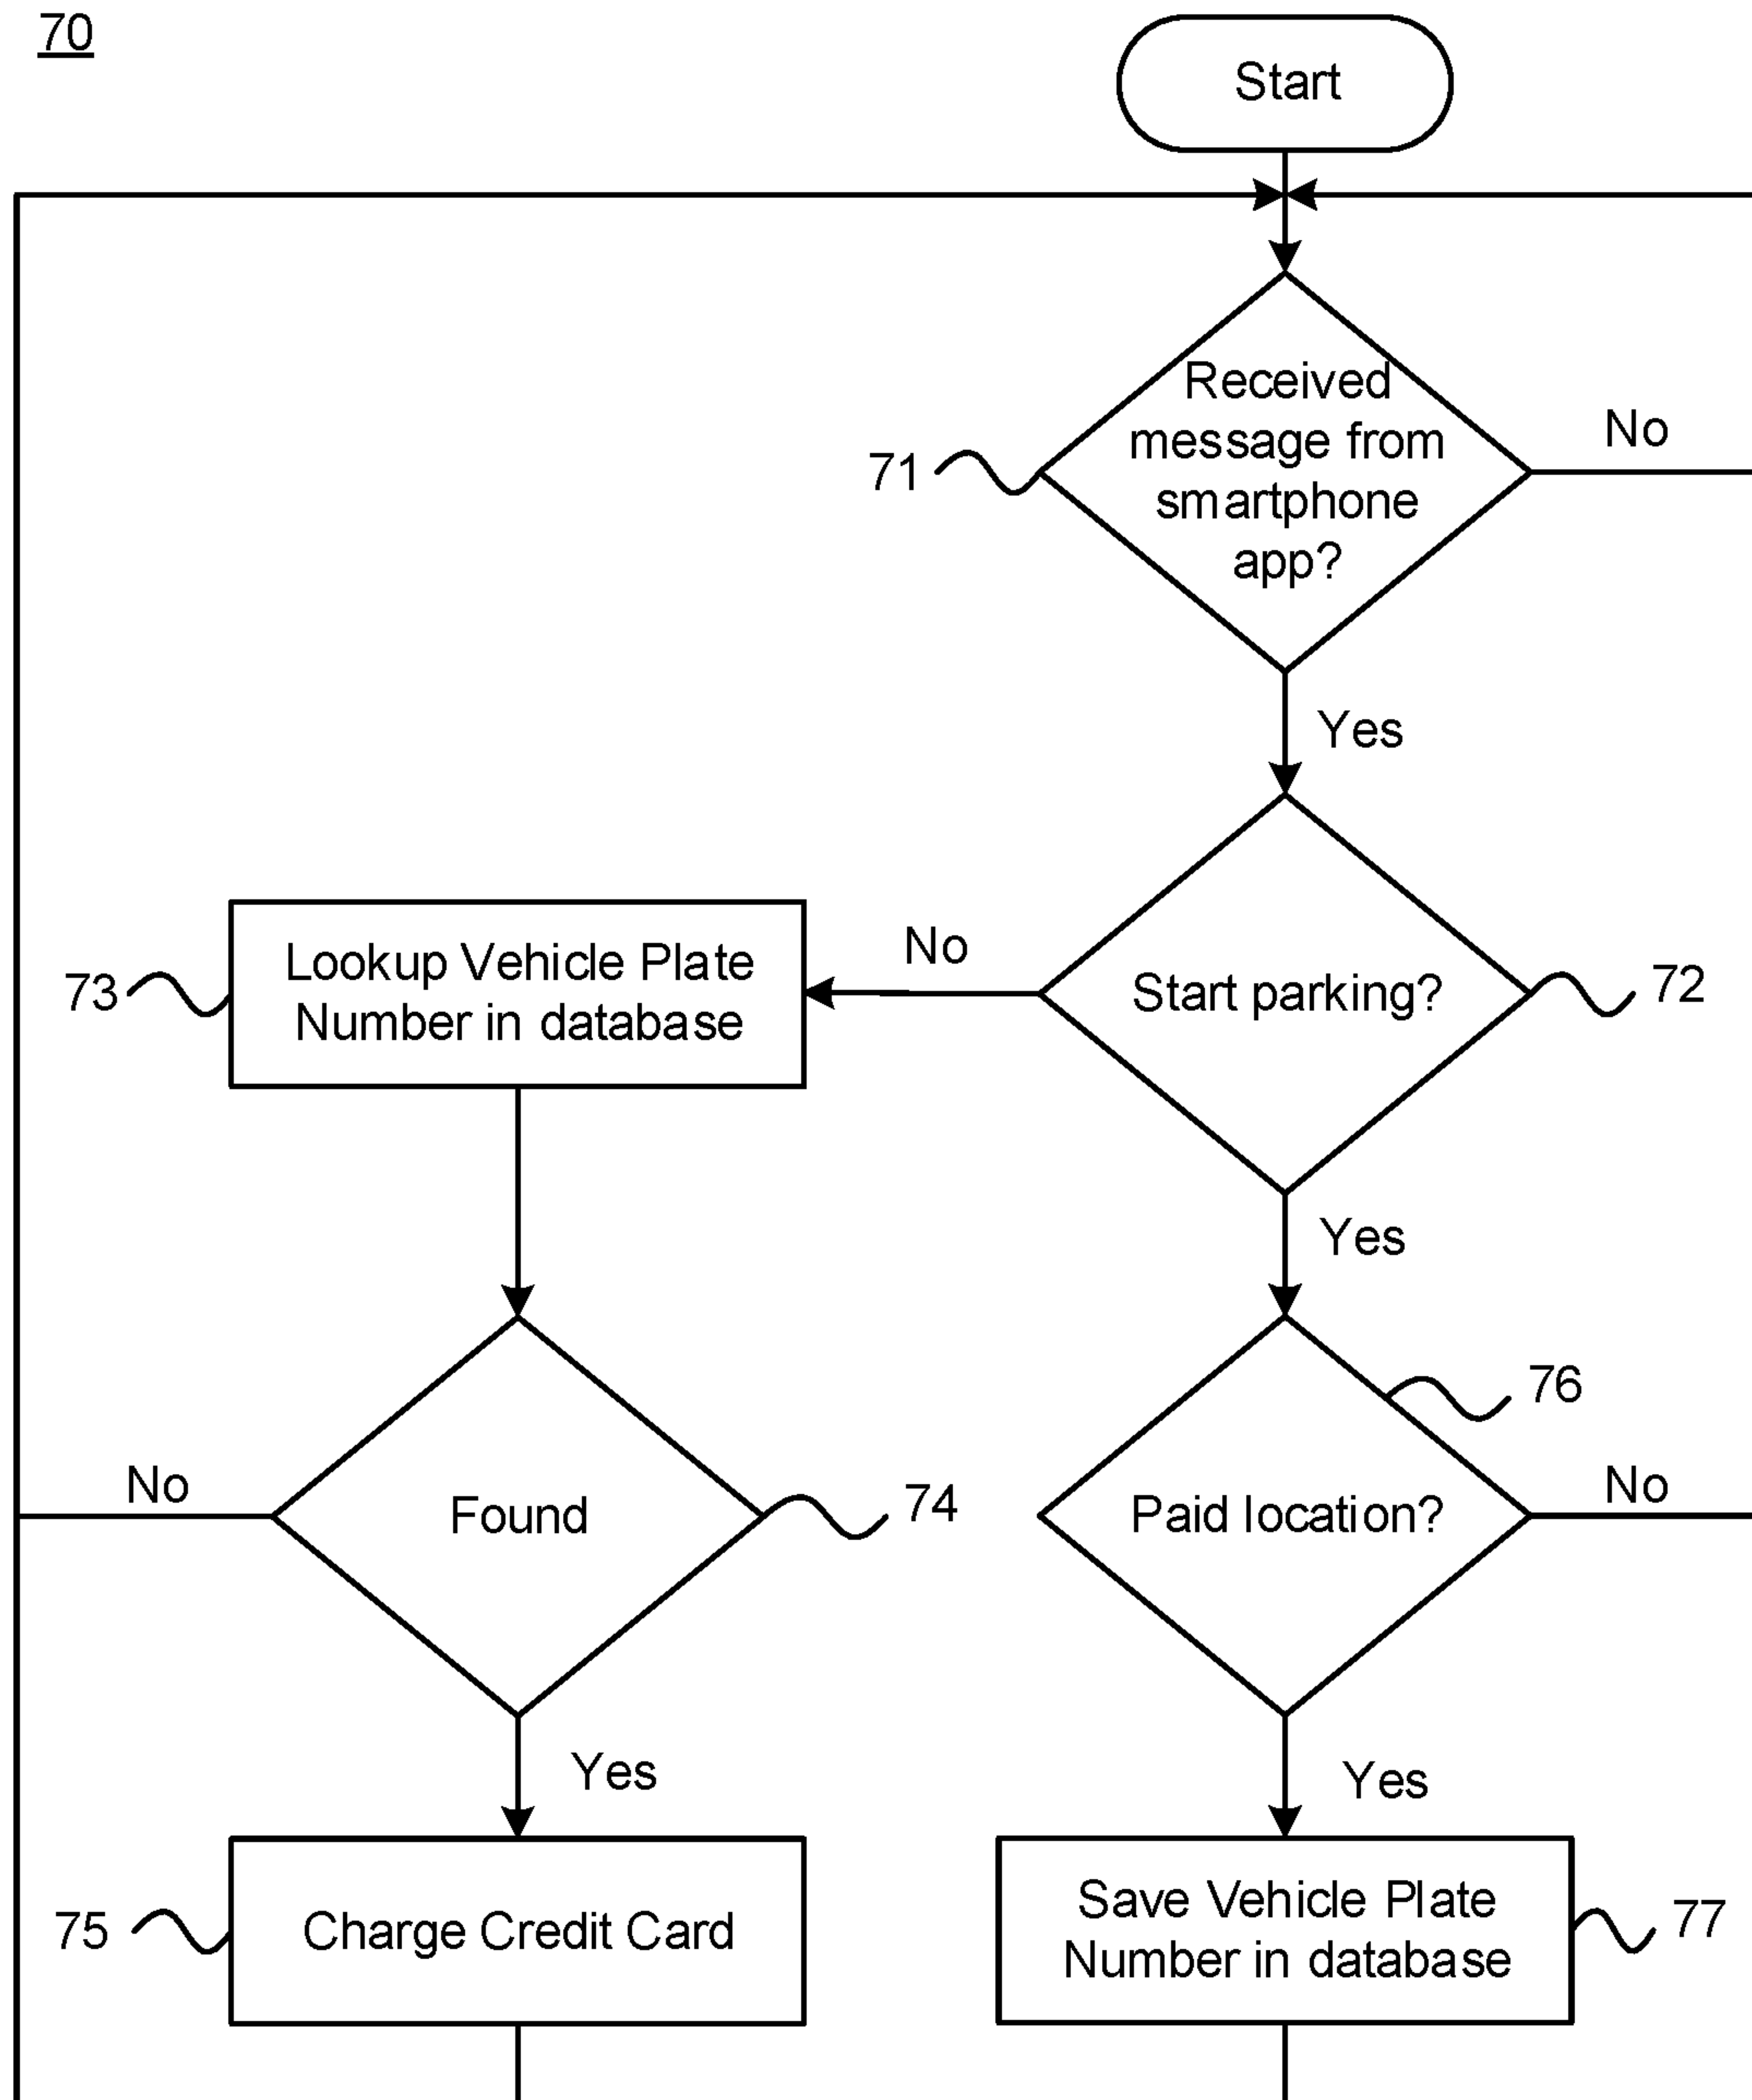 70
Start
Received
message from
smartphone
app?
71
No
Yes
Lookup Vehicle Plate
Number in database
73
No
Start parking?
72
Yes
76
No
Found
74
Paid location?
No
Yes
Yes
75
Charge Credit Card
Save Vehicle Plate
Number in database
77